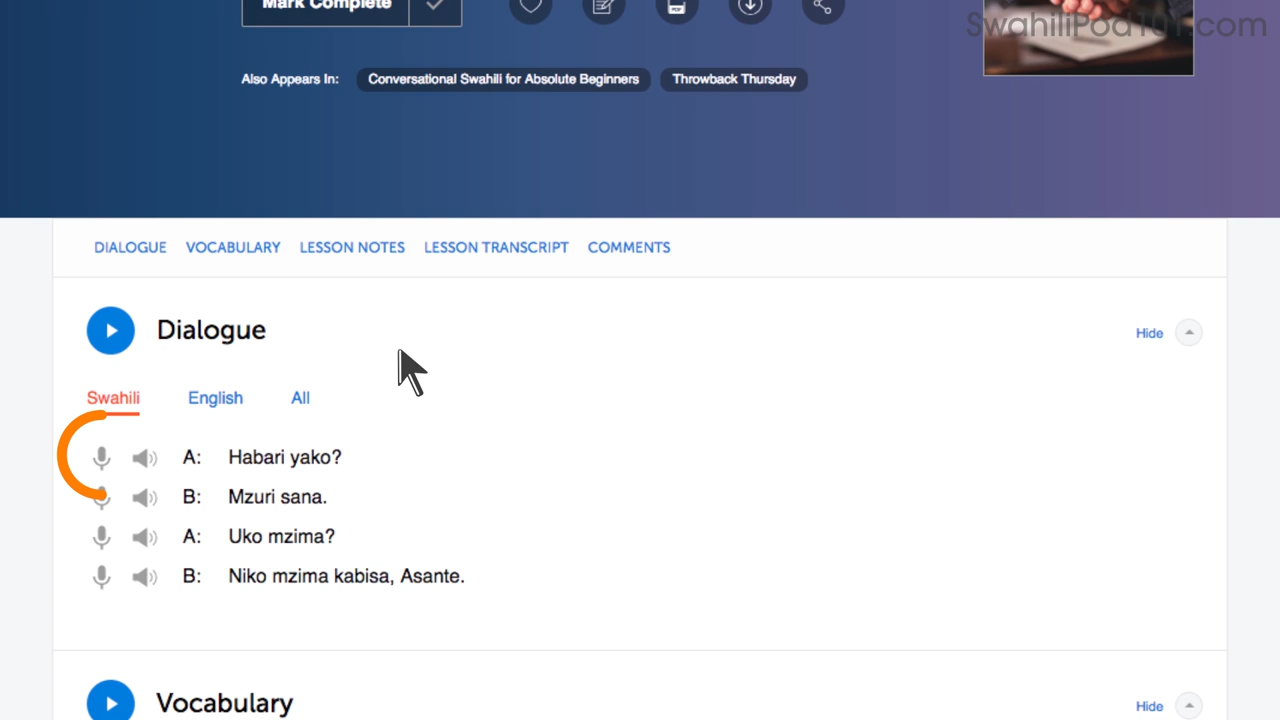 Mark Complete
SwahiliPod101.com
Also Appears In: Conversational Swahili for Absolute Beginners Throwback Thursday
DIALOGUE VOCABULARY LESSON NOTES LESSON TRANSCRIPT COMMENTS
Dialogue
Hide
Swahili English All
A: Habari yako?
B: Mzuri sana.
A: Uko mzima?
B: Niko mzima kabisa, Asante.
Vocabulary
Hide